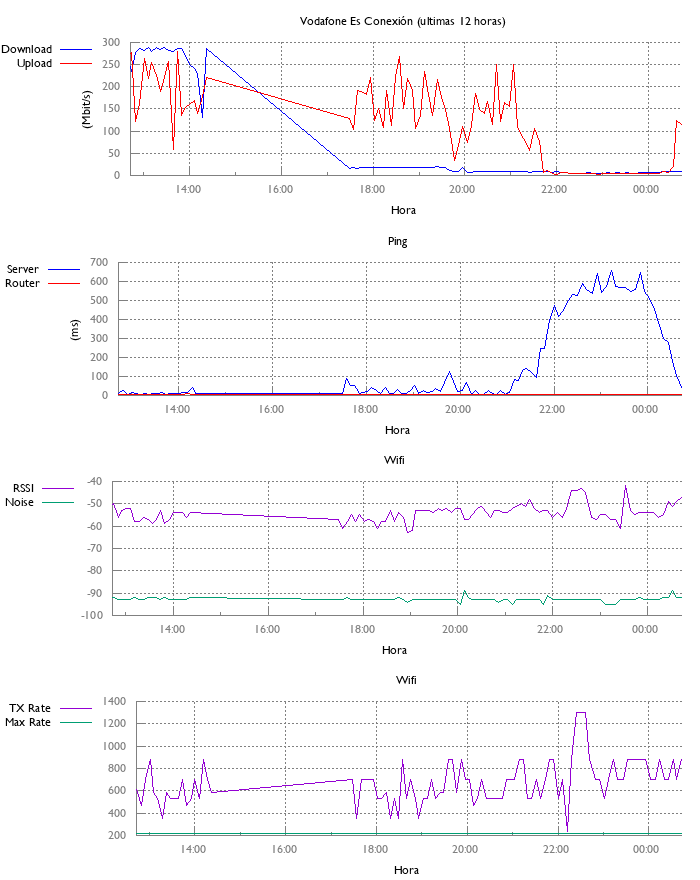 Vodafone Es Conexión (ultimas 12 horas)
Download
Upload
300
250
200
150
100
50
0
(Mbit/s)
14:00 16:00 18:00 20:00 22:00 00:00
Hora
Ping
Server
Router
700
600
500
400
300
200
100
0
(ms)
14:00 16:00 18:00 20:00 22:00 00:00
Hora
Wifi
RSSI
Noise
-40
-50
-60
-70
-80
-90
-100
14:00 16:00 18:00 20:00 22:00 00:00
Hora
Wifi
TX Rate
Max Rate
1400
1200
1000
800
600
400
200
14:00 16:00 18:00 20:00 22:00 00:00
Hora